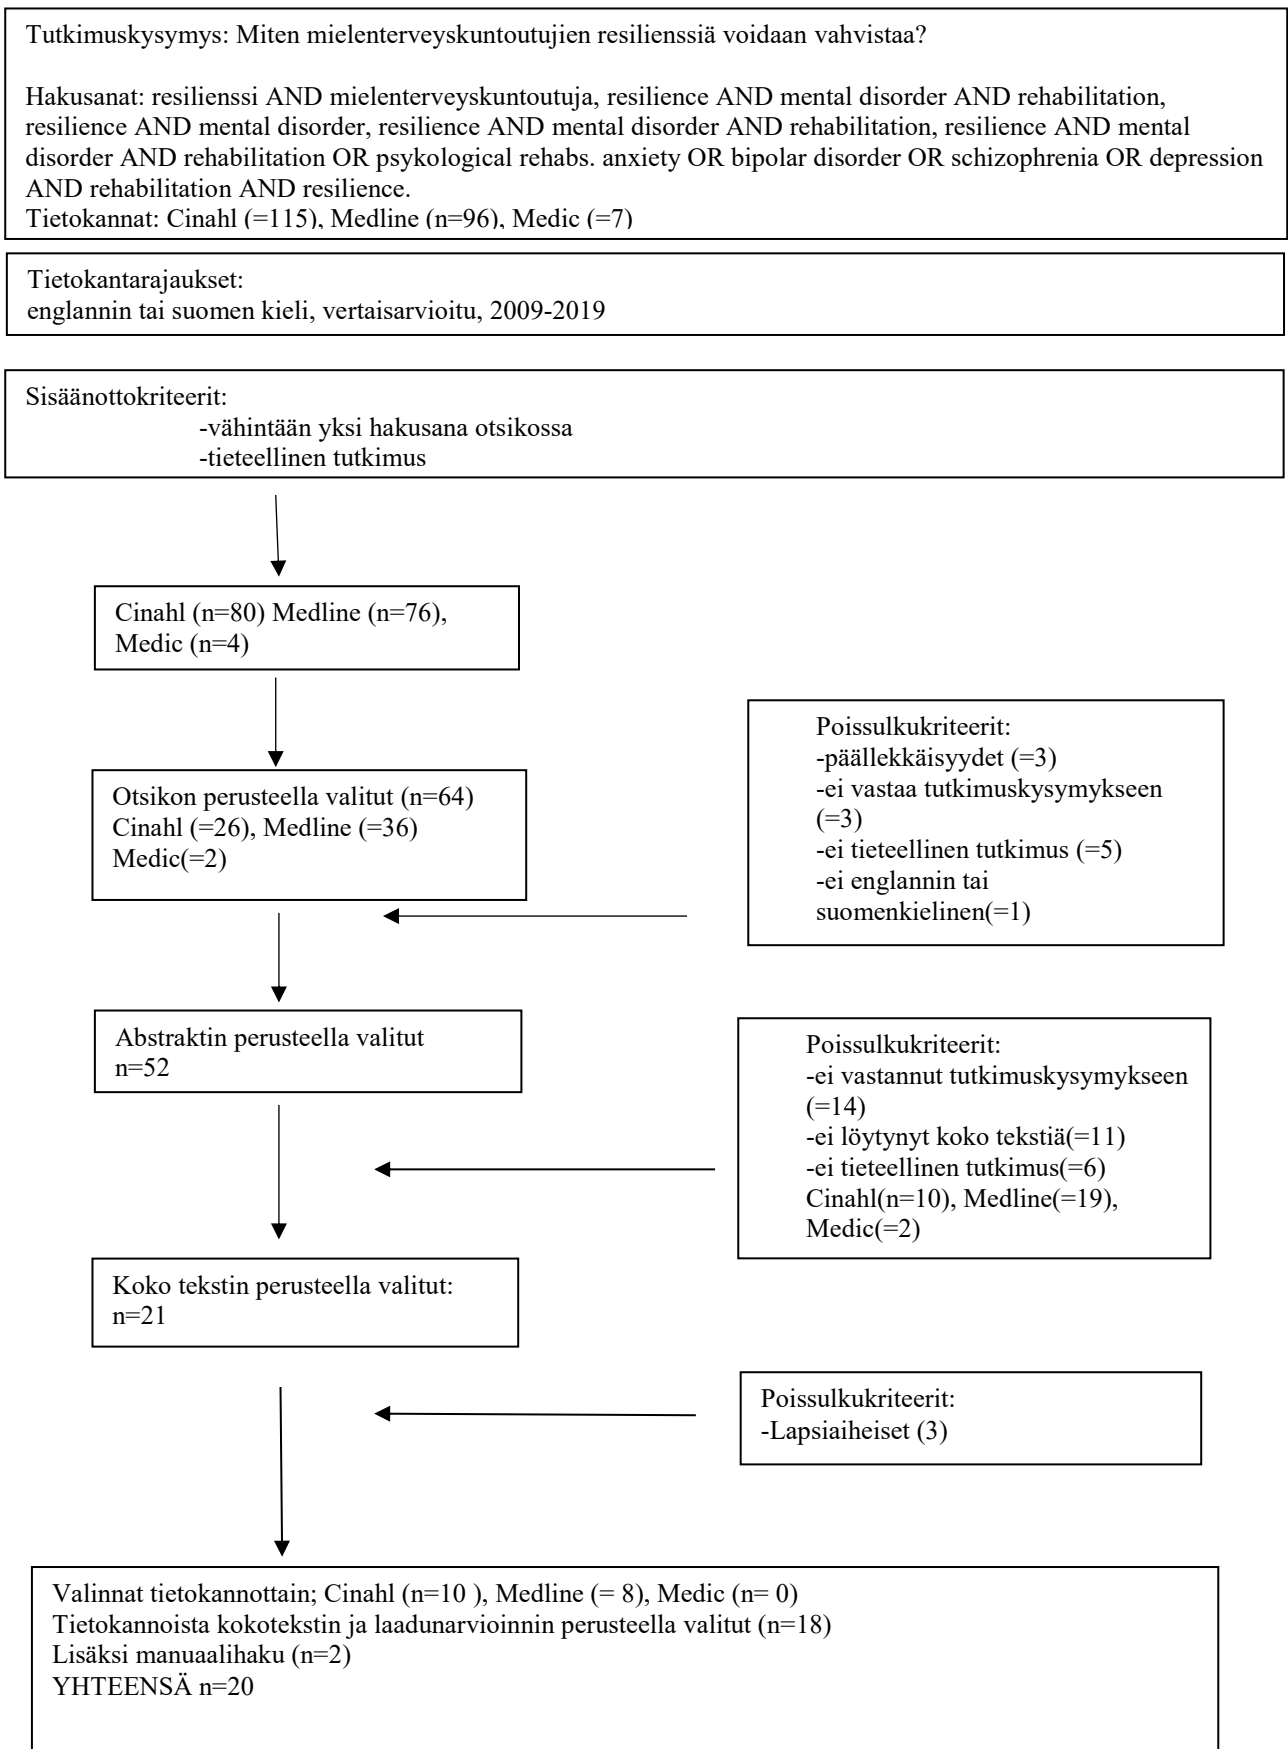 Tutkimuskysymys: Miten mielenterveyskuntoutujien resilienssiä voidaan vahvistaa?
Hakusanat: resilienssi AND mielenterveyskuntoutuja, resilience AND mental disorder AND rehabilitation,
resilience AND mental disorder, resilience AND mental disorder AND rehabilitation, resilience AND mental
disorder AND rehabilitation OR psykological rehabs. anxiety OR bipolar disorder OR schizophrenia OR depression
AND rehabilitation AND resilience.
Tietokannat: Cinahl (=115), Medline (n=96), Medic (=7)
Tietokantarajaukset:
englannin tai suomen kieli, vertaisarvioitu, 2009-2019
Sisäänottokriteerit:
-vähintään yksi hakusana otsikossa
-tieteellinen tutkimus
Cinahl (n=80) Medline (n=76),
Medic (n=4)
Otsikon perusteella valitut (n=64)
Cinahl (=26), Medline (=36)
Medic(=2)
Poissulkukriteerit:
-päällekkäisyydet (=3)
-ei vastaa tutkimuskysymykseen
(=3)
-ei tieteellinen tutkimus (=5)
-ei englannin tai
suomenkielinen(=1)
Abstraktin perusteella valitut
n=52
Poissulkukriteerit:
-ei vastannut tutkimuskysymykseen
(=14)
-ei löytynyt koko tekstiä(=11)
-ei tieteellinen tutkimus(=6)
Cinahl(n=10), Medline(=19),
Medic(=2)
Koko tekstin perusteella valitut:
n=21
Poissulkukriteerit:
-Lapsiaiheiset (3)
Valinnat tietokannottain; Cinahl (n=10 ), Medline (= 8), Medic (n= 0)
Tietokannoista kokotekstin ja laadunarvioinnin perusteella valitut (n=18)
Lisäksi manuaalihaku (n=2)
YHTEENSÄ n=20